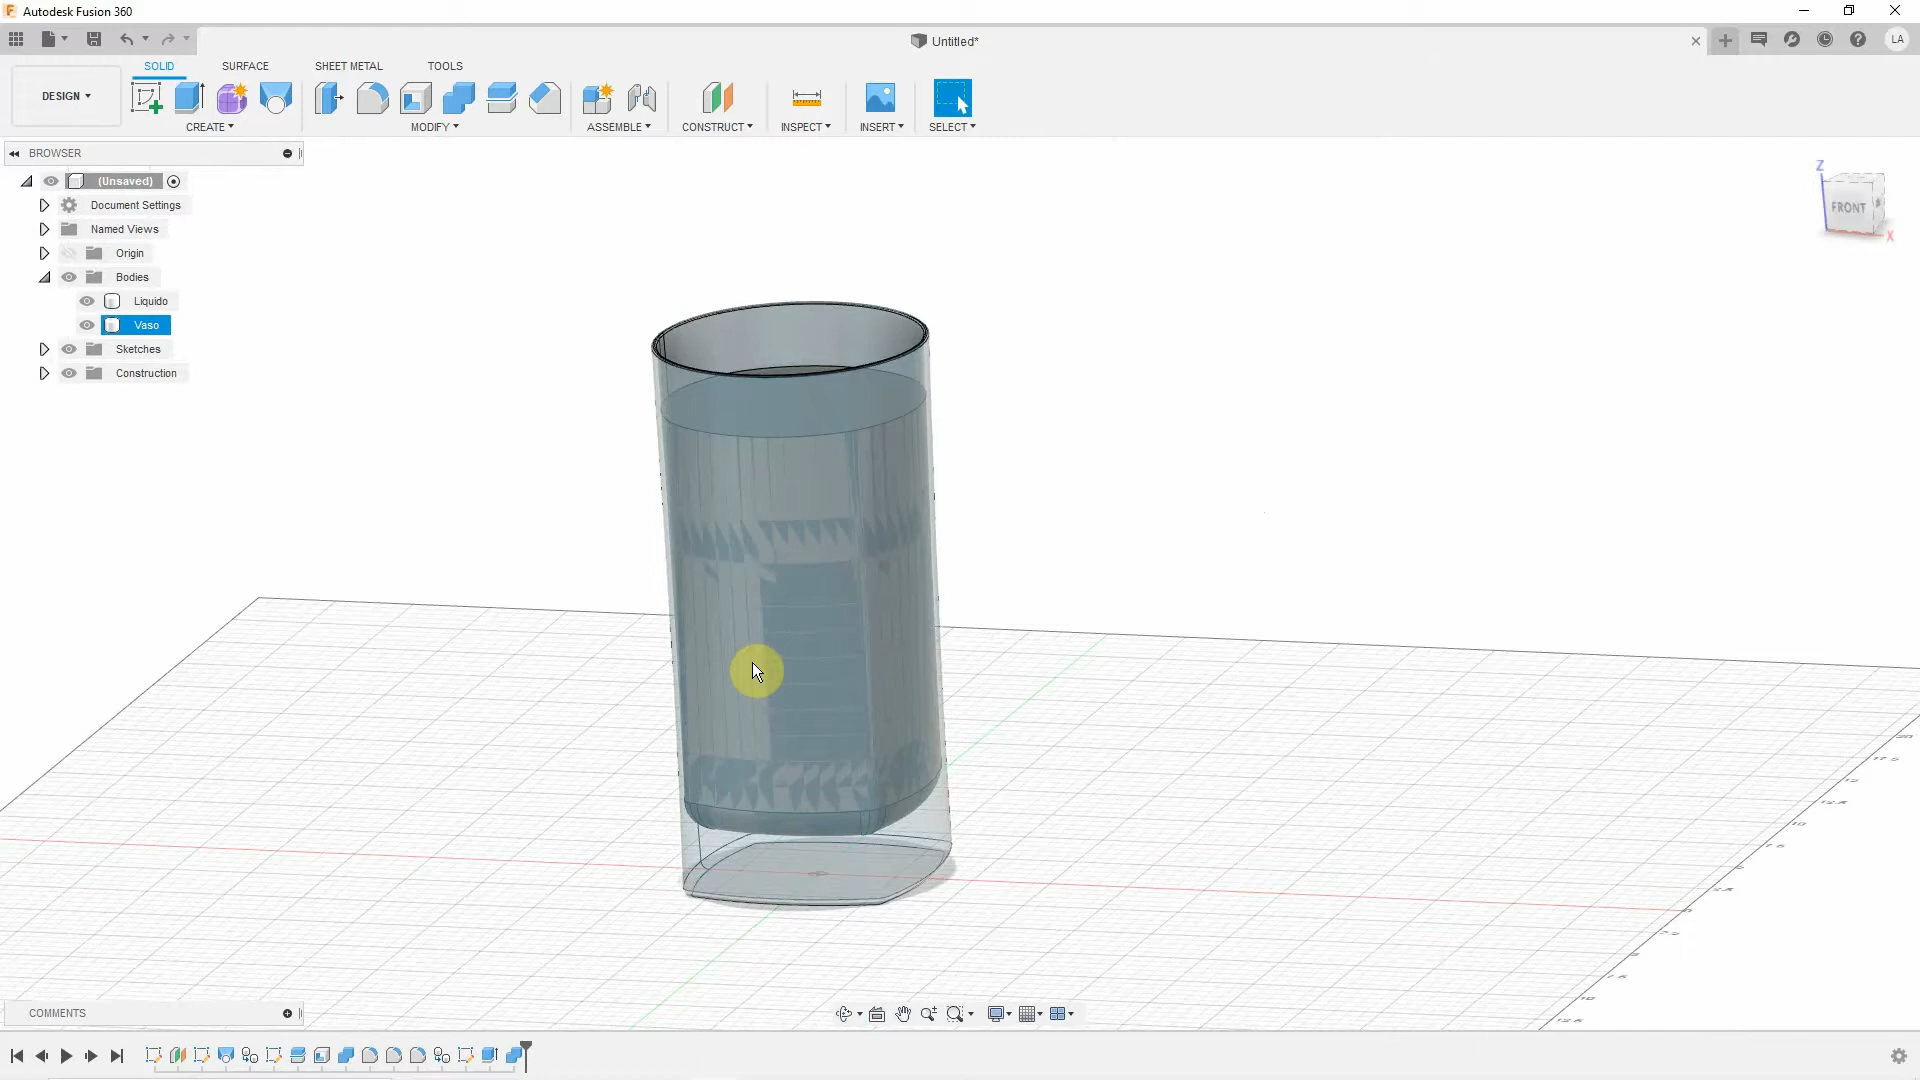 Autodesk Fusion 360
Untitled*
LA
DESIGN
SOLID SURFACE SHEET METAL TOOLS
CREATE MODIFY ASSEMBLE CONSTRUCT INSPECT INSERT SELECT
BROWSER
(Unsaved)
Document Settings
Named Views
Origin
Bodies
Liquido
Vaso
Sketches
Construction
Z
FRONT
X
COMMENTS